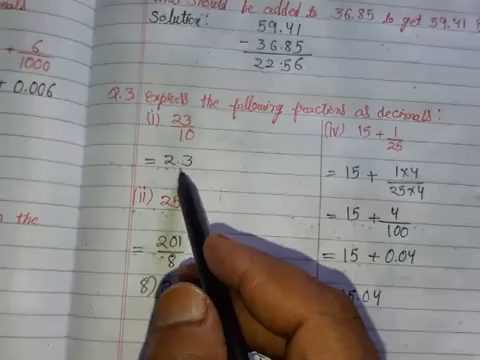 should be added to 36.85 to get 59.41
Solution:
59.41
- 36.85
22.56
+ 6/1000
+ 0.006
Q.3 Express the following fractions as decimals:
(i) 23/10
= 2.3
(ii) 25
= 201/8
8)
(iv) 15 + 1/25
= 15 + 1×4/25×4
= 15 + 4/100
= 15 + 0.04
15.04
the